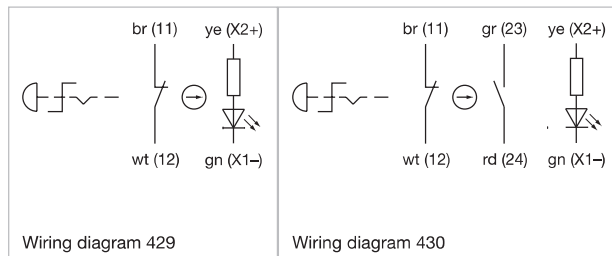 br (11) ye (X2+)
wt (12) gn (X1–)
Wiring diagram 429
br (11) gr (23) ye (X2+)
wt (12) rd (24) gn (X1–)
Wiring diagram 430